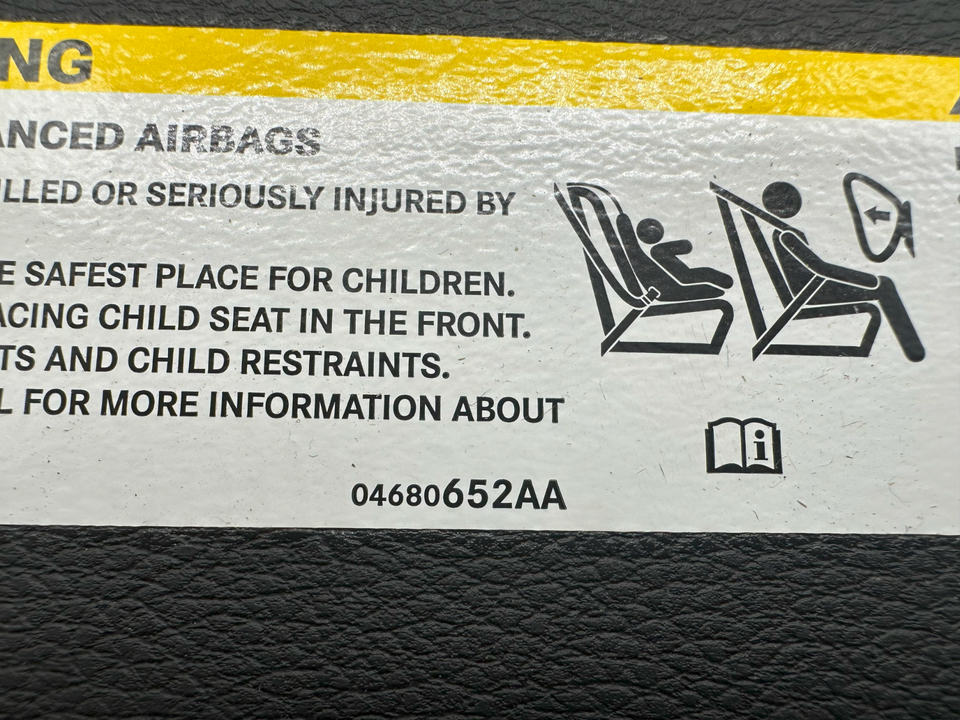 NG
ANCED AIRBAGS
ILLED OR SERIOUSLY INJURED BY
E SAFEST PLACE FOR CHILDREN.
ACING CHILD SEAT IN THE FRONT.
TS AND CHILD RESTRAINTS.
L FOR MORE INFORMATION ABOUT
i
04680652AA